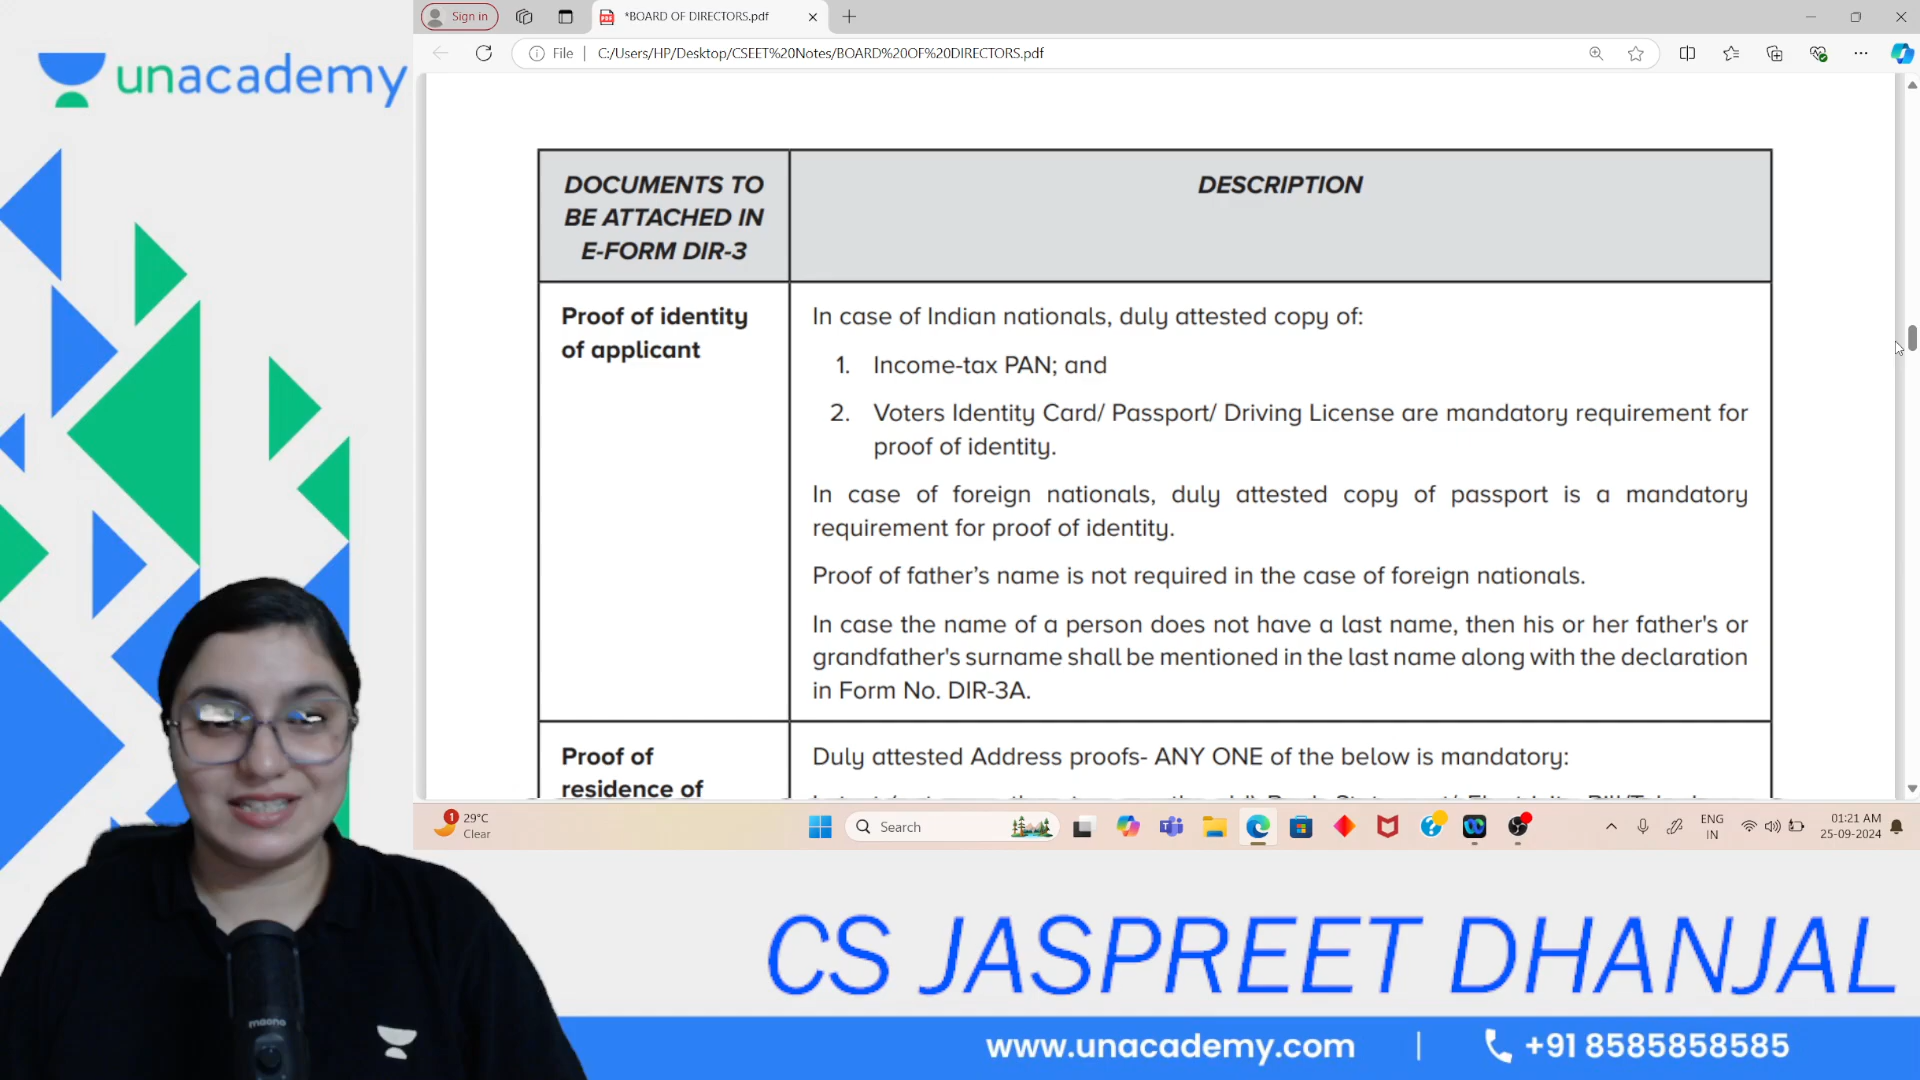 unacademy
Sign in
*BOARD OF DIRECTORS.pdf
File
C:/Users/HP/Desktop/CSEET%20Notes/BOARD%20OF%20DIRECTORS.pdf
DOCUMENTS TO
BE ATTACHED IN
E-FORM DIR-3
DESCRIPTION
Proof of identity
of applicant
In case of Indian nationals, duly attested copy of:
1. Income-tax PAN; and
2. Voters Identity Card/ Passport/ Driving License are mandatory requirement for
proof of identity.
In case of foreign nationals, duly attested copy of passport is a mandatory
requirement for proof of identity.
Proof of father's name is not required in the case of foreign nationals.
In case the name of a person does not have a last name, then his or her father's or
grandfather's surname shall be mentioned in the last name along with the declaration
in Form No. DIR-3A.
Proof of
residence of
Duly attested Address proofs- ANY ONE of the below is mandatory:
1
29°C
Clear
Search
ENG
IN
01:21 AM
25-09-2024
maono
CS JASPREET DHANJAL
www.unacademy.com | +91 8585858585